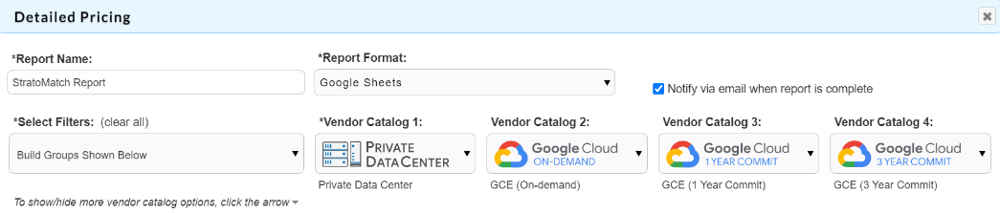 Detailed Pricing
*Report Name:
*Report Format:
StratoMatch Report
Google Sheets
Notify via email when report is complete
*Select Filters: (clear all)
*Vendor Catalog 1:
Vendor Catalog 2:
Vendor Catalog 3:
Vendor Catalog 4:
Build Groups Shown Below
PRIVATE
DATACENTER
Google Cloud
ON-DEMAND
Google Cloud
1 YEAR COMMIT
Google Cloud
3 YEAR COMMIT
Private Data Center
GCE (On-demand)
GCE (1 Year Commit)
GCE (3 Year Commit)
To show/hide more vendor catalog options, click the arrow